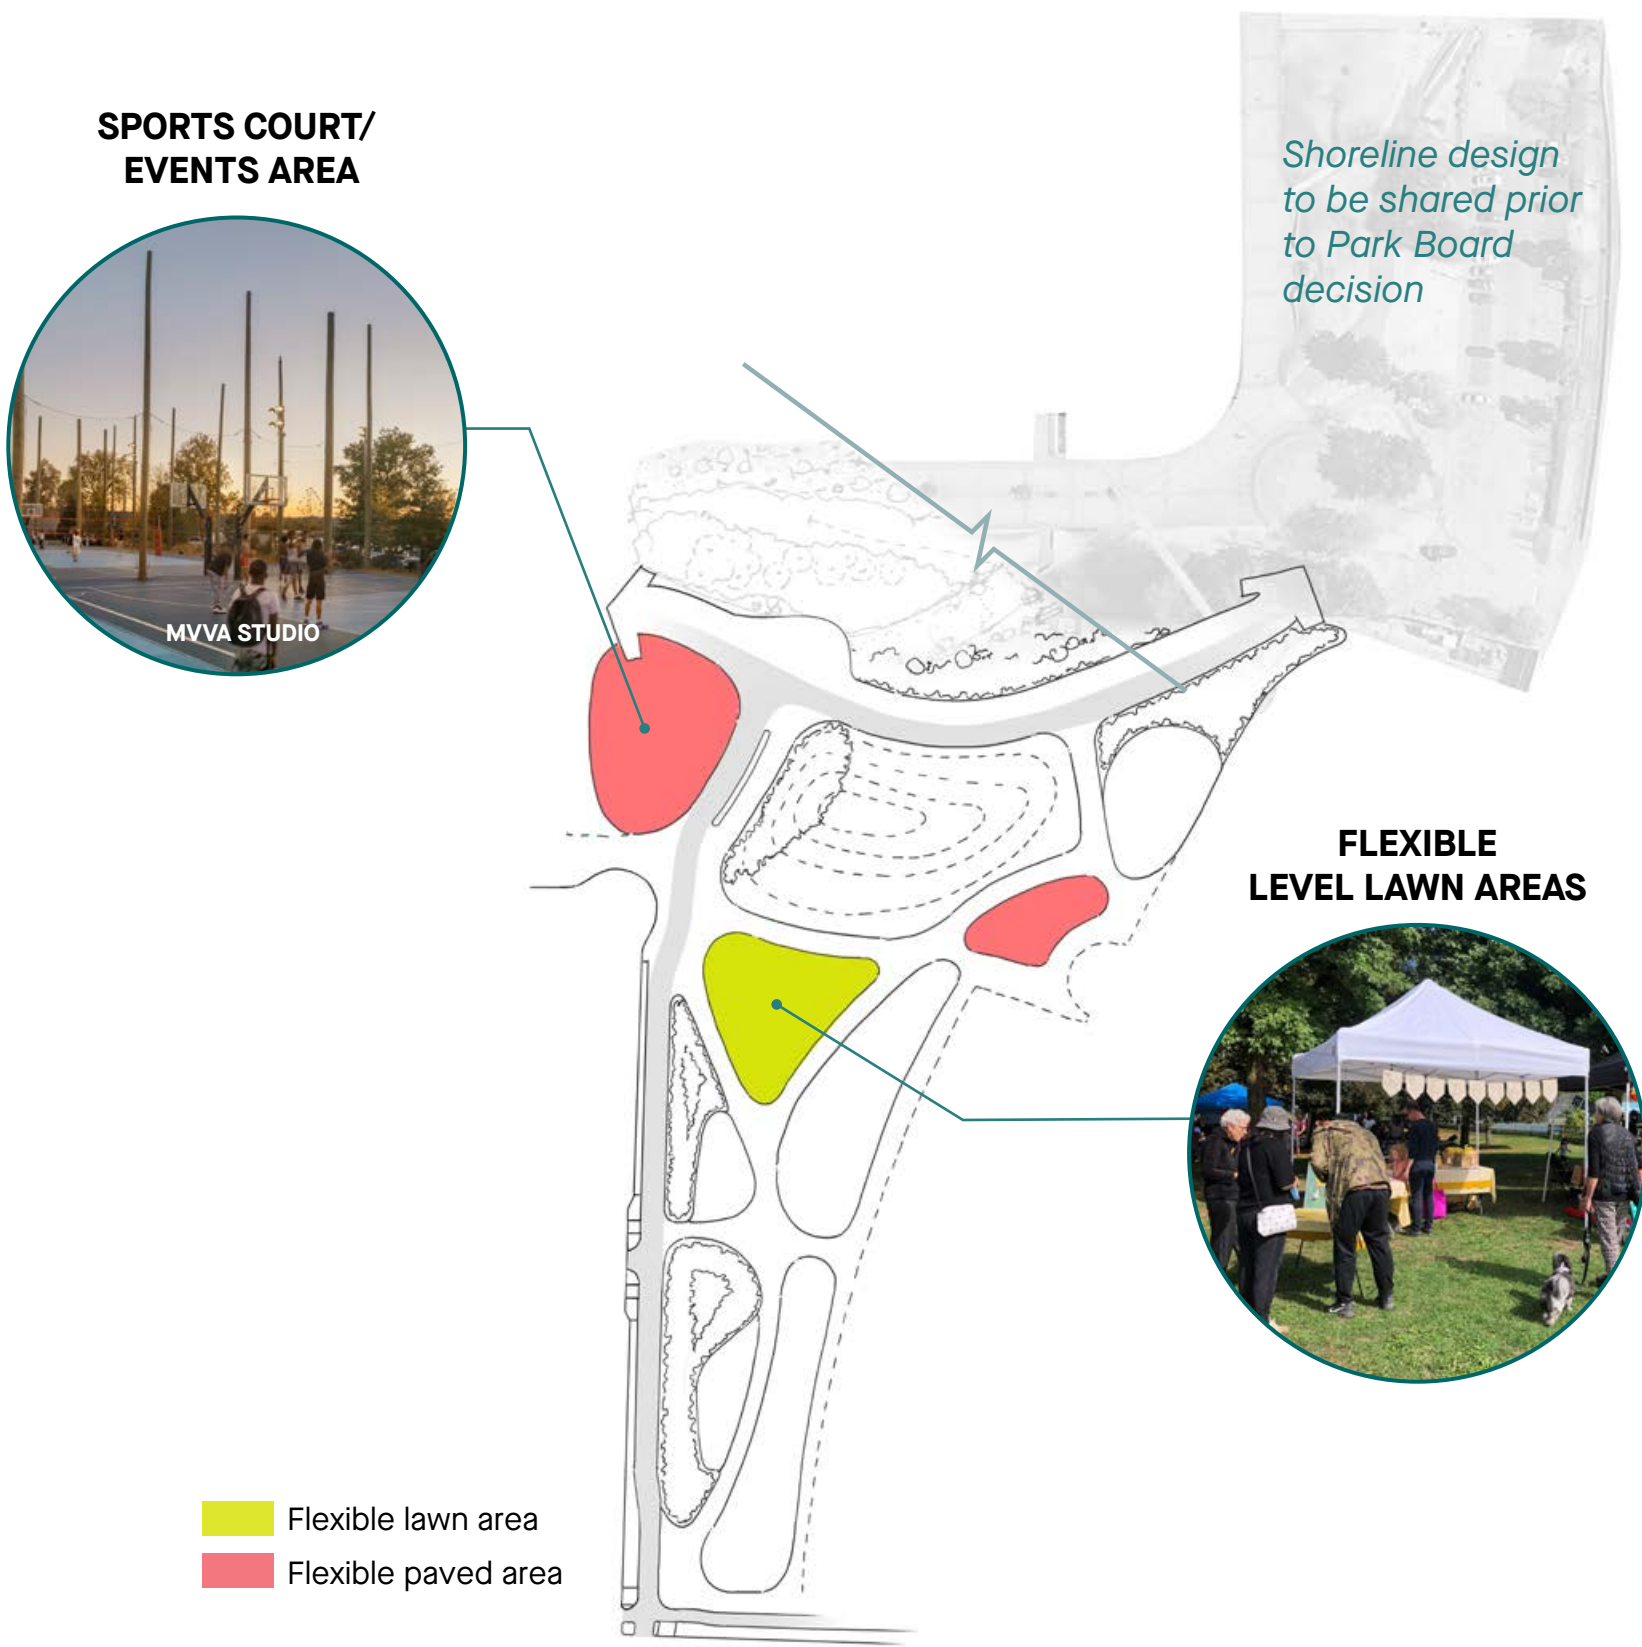 SPORTS COURT/
EVENTS AREA
MVVA STUDIO
Shoreline design
to be shared prior
to Park Board
decision
FLEXIBLE
LEVEL LAWN AREAS
Flexible lawn area
Flexible paved area